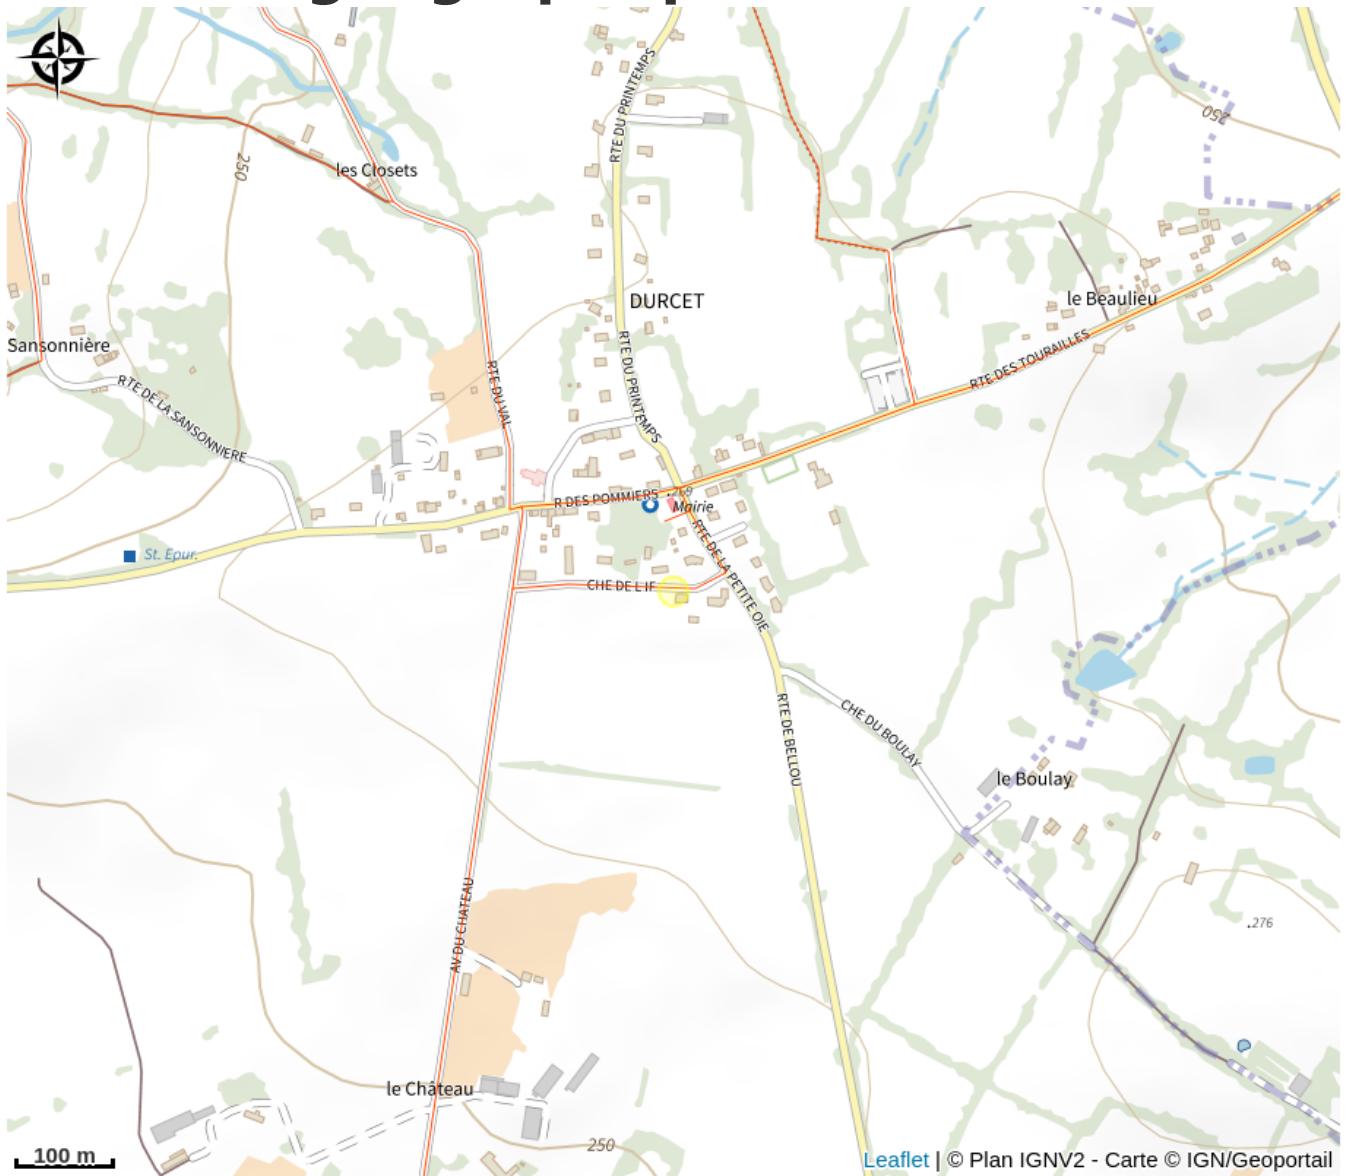 RTE DU PRINTEMPS
250
250
les Closets
DURCET
le Beaulieu
Sansonnière
RTE DU PRINTEMPS
RTE DES TOURAILLES
RTE DU VAL
RTE DE LA SANSONNIERE
R DES POMMIERS
.269
Mairie
St. Epur.
RTE DE LA PETITE OIE
CHE DE L IF
RTE DE BELLOU
CHE DU BOULAY
le Boulay
.276
AV DU CHATEAU
le Château
250
100 m
Leaflet | © Plan IGNV2 - Carte © IGN/Geoportail